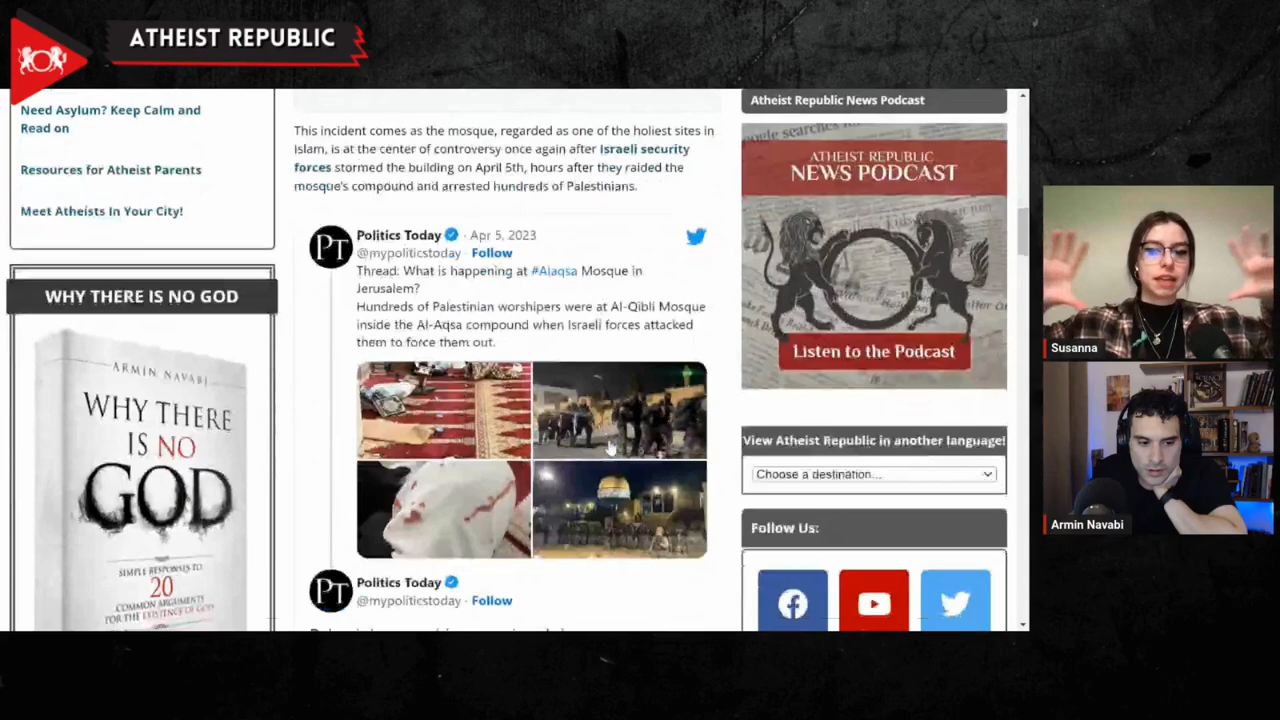 ATHEIST REPUBLIC
Need Asylum? Keep Calm and
Read on
Resources for Atheist Parents
Meet Atheists In Your City!
WHY THERE IS NO GOD
ARMIN NAVABI
WHY THERE
IS NO
GOD
SIMPLE RESPONSES TO
20
COMMON ARGUMENTS
FOR THE EXISTENCE OF GOD
This incident comes as the mosque, regarded as one of the holiest sites in
Islam, is at the center of controversy once again after Israeli security
forces stormed the building on April 5th, hours after they raided the
mosque's compound and arrested hundreds of Palestinians.
PT
Politics Today · Apr 5, 2023
@mypoliticstoday · Follow
Thread: What is happening at #Alaqsa Mosque in
Jerusalem?
Hundreds of Palestinian worshipers were at Al-Qibli Mosque
inside the Al-Aqsa compound when Israeli forces attacked
them to force them out.
PT
Politics Today
@mypoliticstoday · Follow
Atheist Republic News Podcast
ATHEIST REPUBLIC
NEWS PODCAST
Listen to the Podcast
View Atheist Republic in another language!
Choose a destination...
Follow Us:
Susanna
Armin Navabi